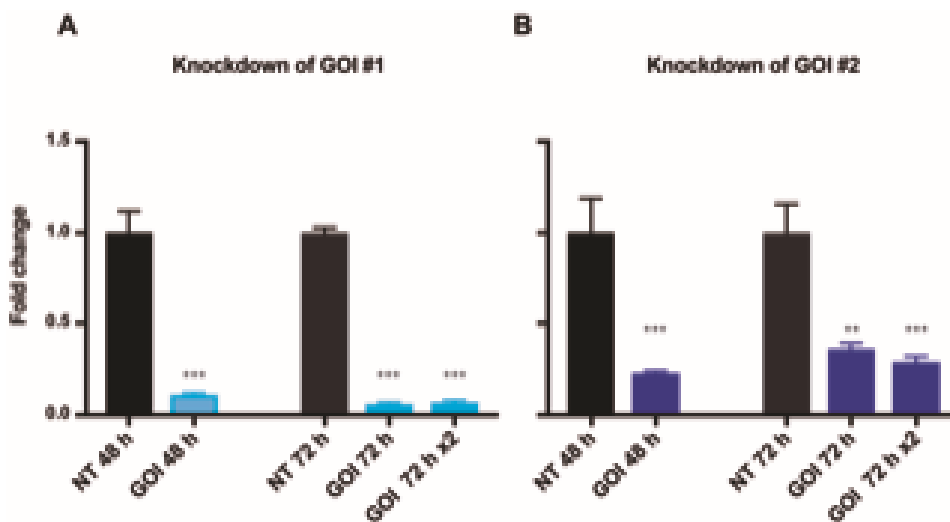 A
B
Knockdown of GOI #1
Knockdown of GOI #2
Fold change
1.5
1.0
0.5
0.0
***
***
***
***
**
***
NT 48 h
GOI 48 h
NT 72 h
GOI 72 h
GOI 72 h x2
NT 48 h
GOI 48 h
NT 72 h
GOI 72 h
GOI 72 h x2